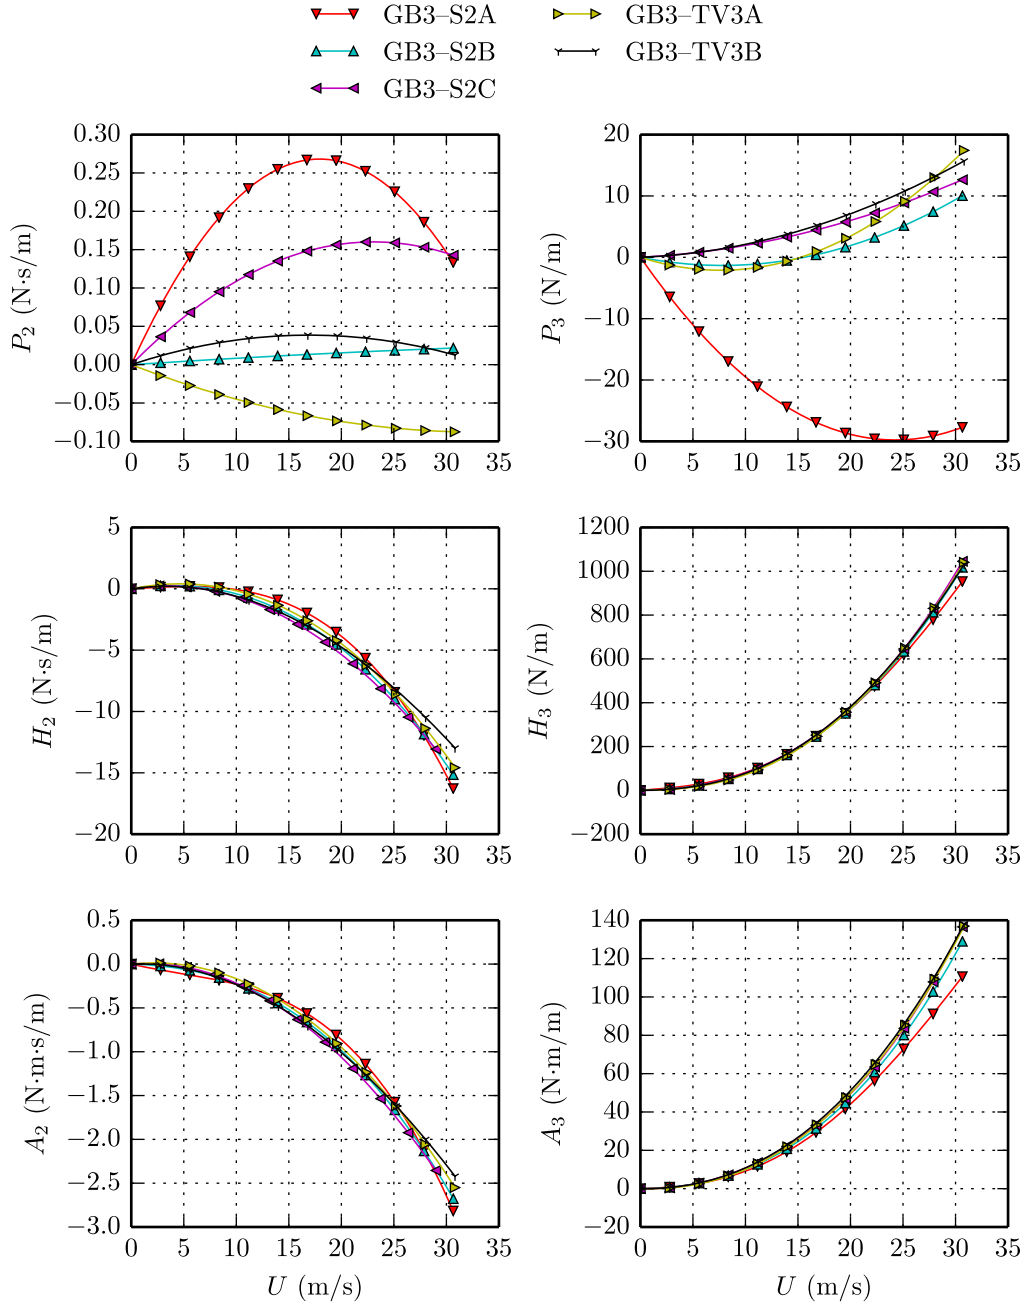 GB3–S2A GB3–TV3A
GB3–S2B GB3–TV3B
GB3–S2C
0.30
0.25
0.20
0.15
0.10
0.05
0.00
−0.05
−0.10
P2 (N·s/m)
0 5 10 15 20 25 30 35
20
10
0
−10
−20
−30
P3 (N/m)
0 5 10 15 20 25 30 35
5
0
−5
−10
−15
−20
H2 (N·s/m)
0 5 10 15 20 25 30 35
1200
1000
800
600
400
200
0
−200
H3 (N/m)
0 5 10 15 20 25 30 35
0.5
0.0
−0.5
−1.0
−1.5
−2.0
−2.5
−3.0
A2 (N·m·s/m)
0 5 10 15 20 25 30 35
U (m/s)
140
120
100
80
60
40
20
0
−20
A3 (N·m/m)
0 5 10 15 20 25 30 35
U (m/s)